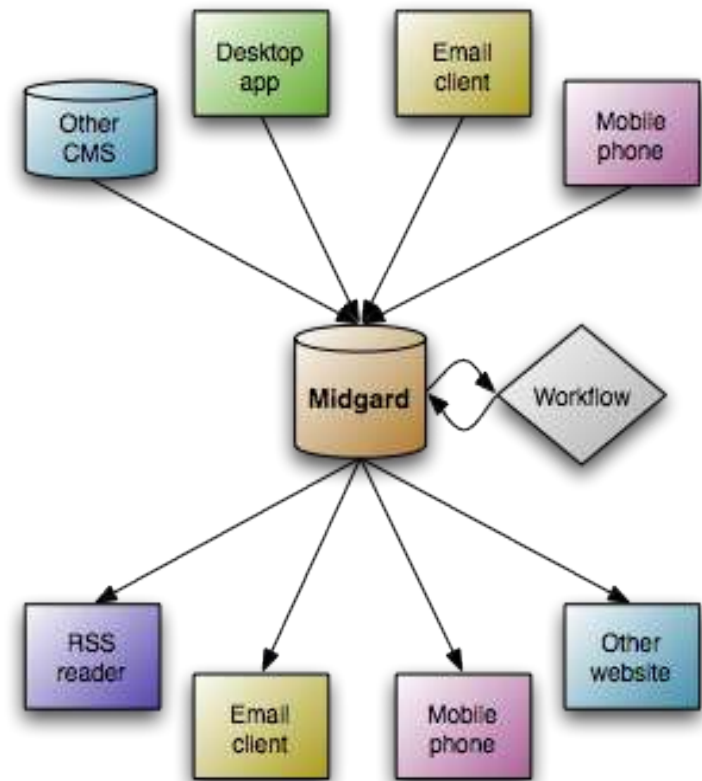 Desktop
app
Email
client
Other
CMS
Mobile
phone
Midgard
Workflow
RSS
reader
Other
website
Email
client
Mobile
phone